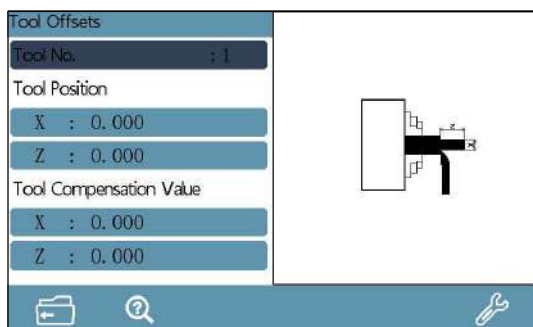 Tool Offsets
Tool No. : 1
Tool Position
X : 0.000
Z : 0.000
Tool Compensation Value
X : 0.000
Z : 0.000
Z
X